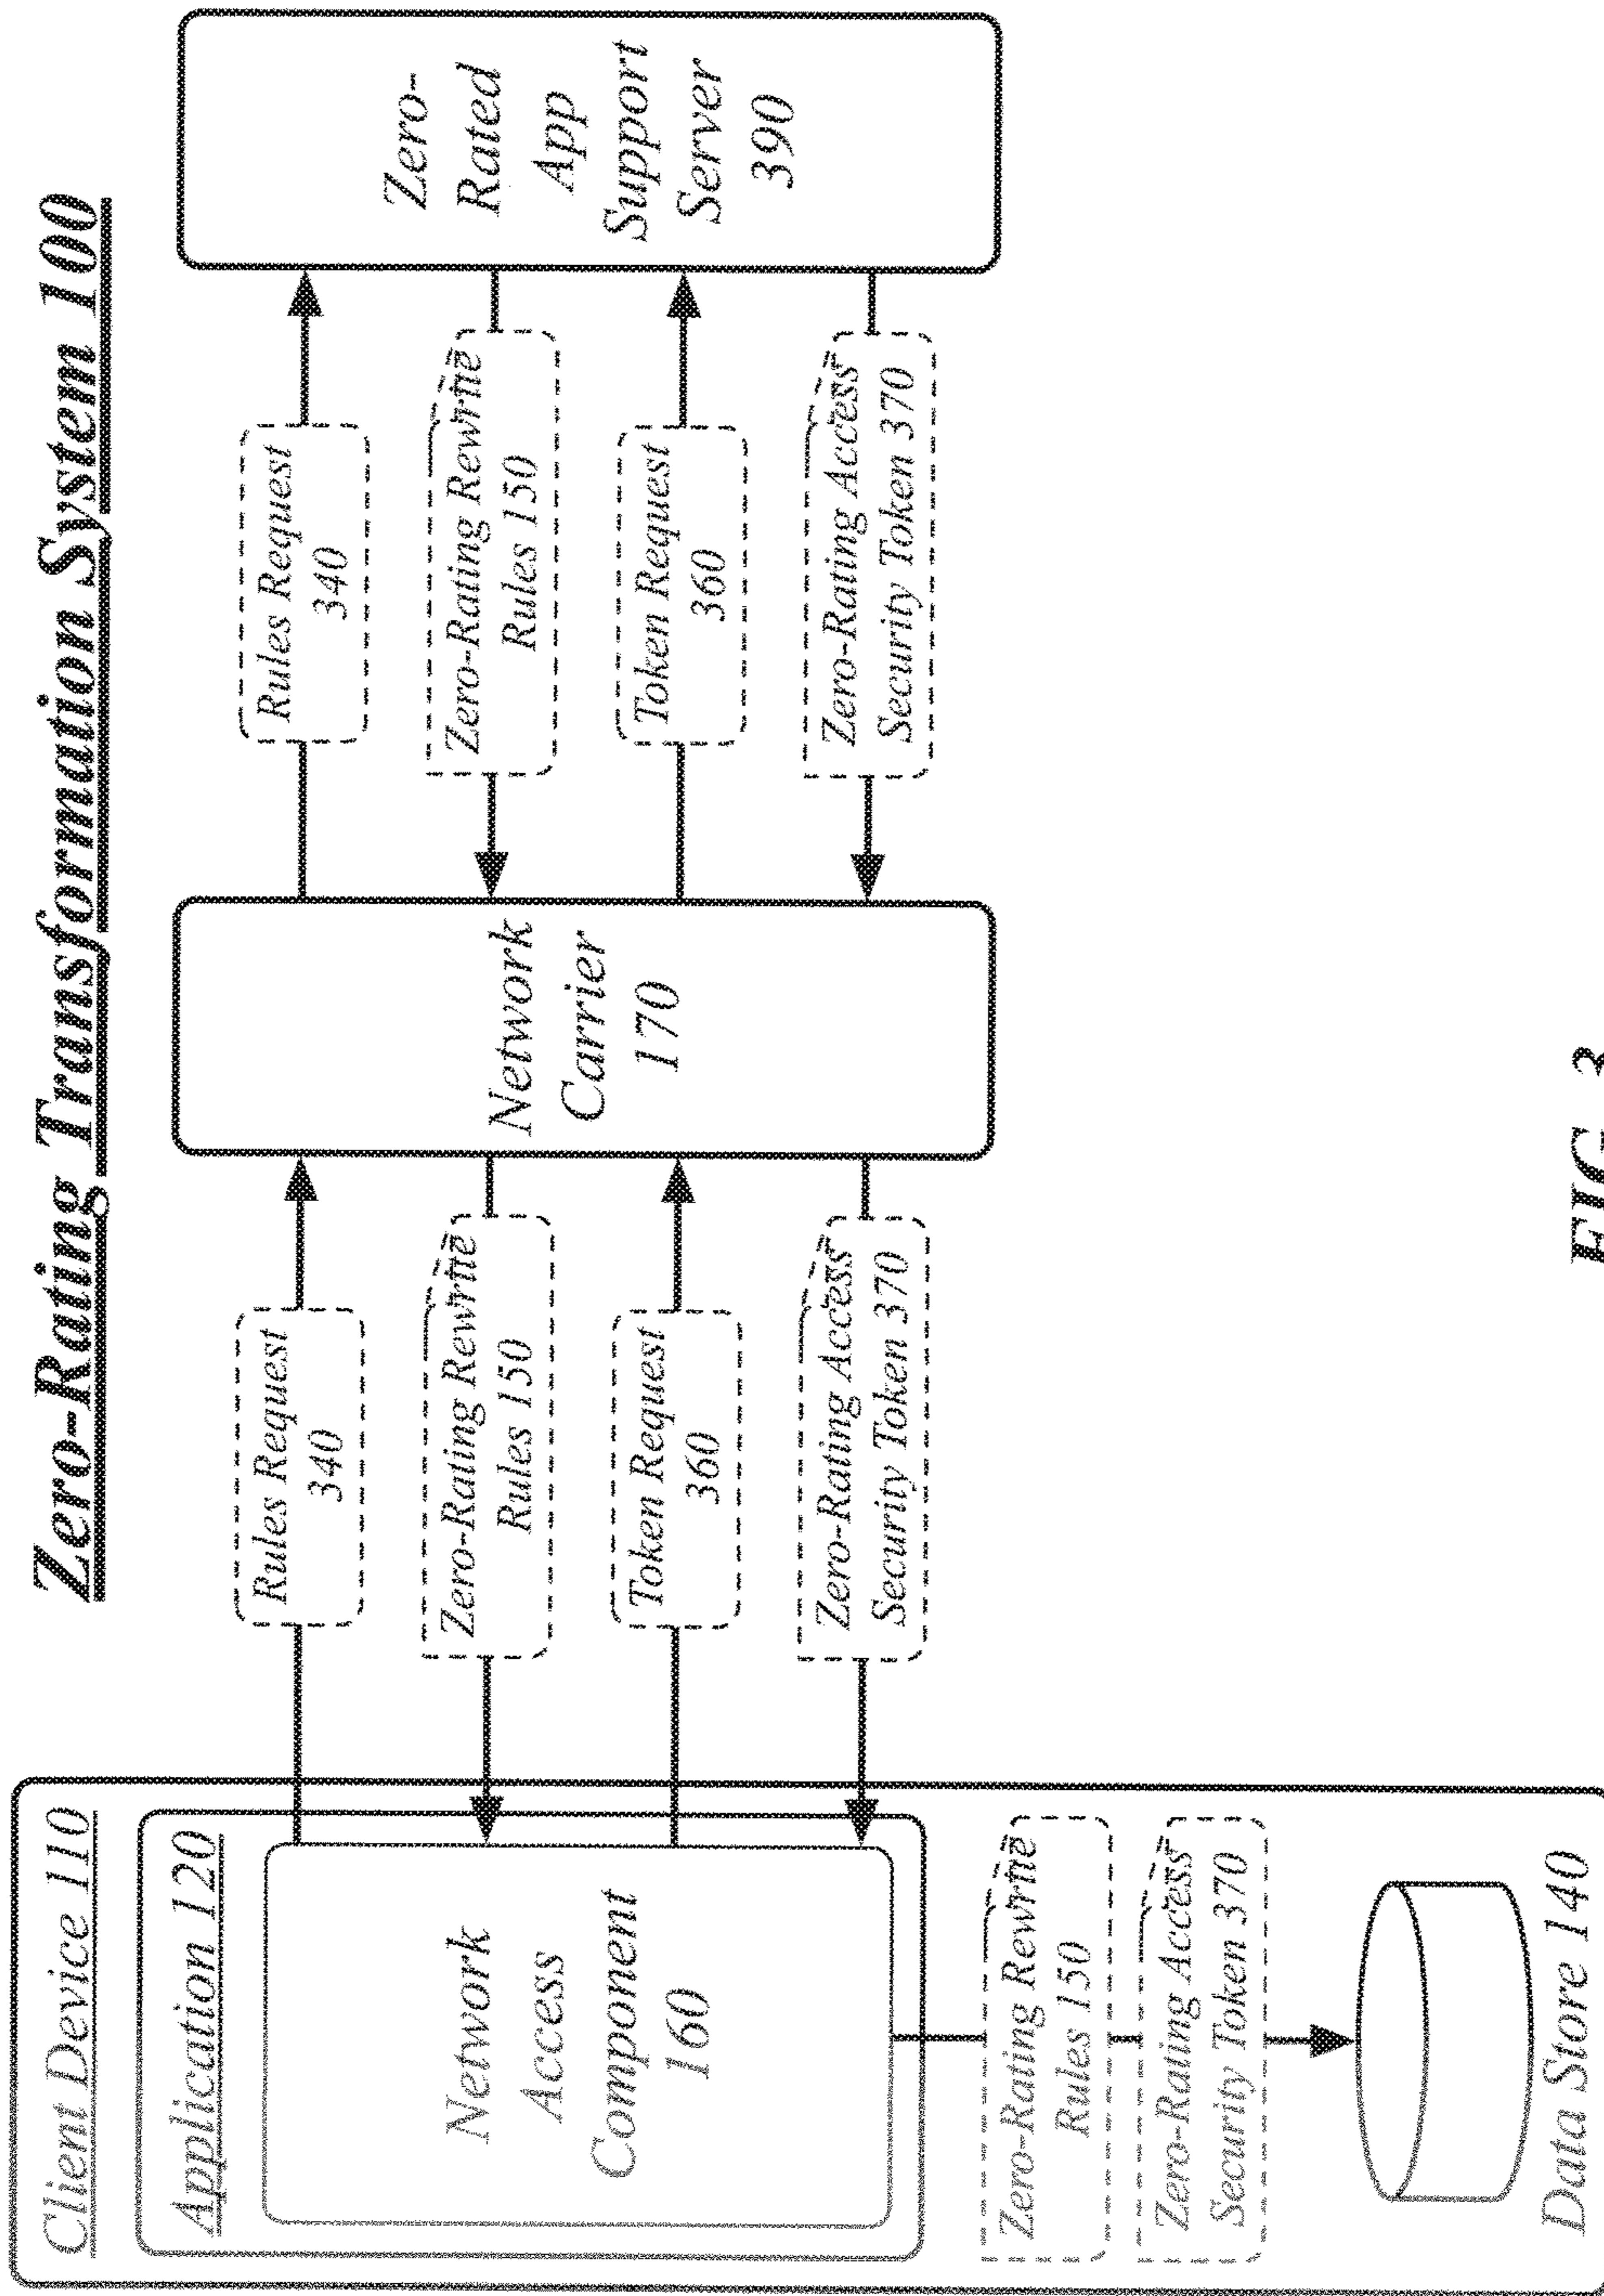 Zero-Rating Transformation System 100
Client Device 110
Application 120
Network
Access
Component
160
Rules Request
340
Zero-Rating Rewrite
Rules 150
Token Request
360
Zero-Rating Access
Security Token 370
Network
Carrier
170
Rules Request
340
Zero-Rating Rewrite
Rules 150
Token Request
360
Zero-Rating Access
Security Token 370
Zero-
Rated
App
Support
Server
390
Zero-Rating Rewrite
Rules 150
Zero-Rating Access
Security Token 370
Data Store 140
FIG. 3